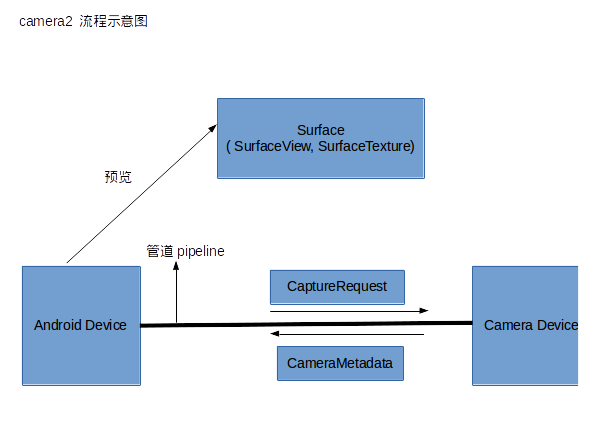 camera2 流程示意图
Surface
( SurfaceView, SurfaceTexture)
预览
管道 pipeline
CaptureRequest
Android Device
Camera Device
CameraMetadata